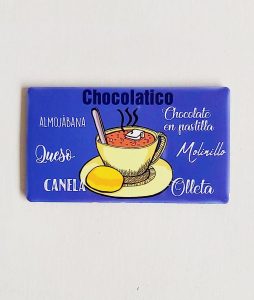 Chocolatico
ALMOJÁBANA
Chocolate
en pastilla
Queso
Molinillo
CANELA
Olleta